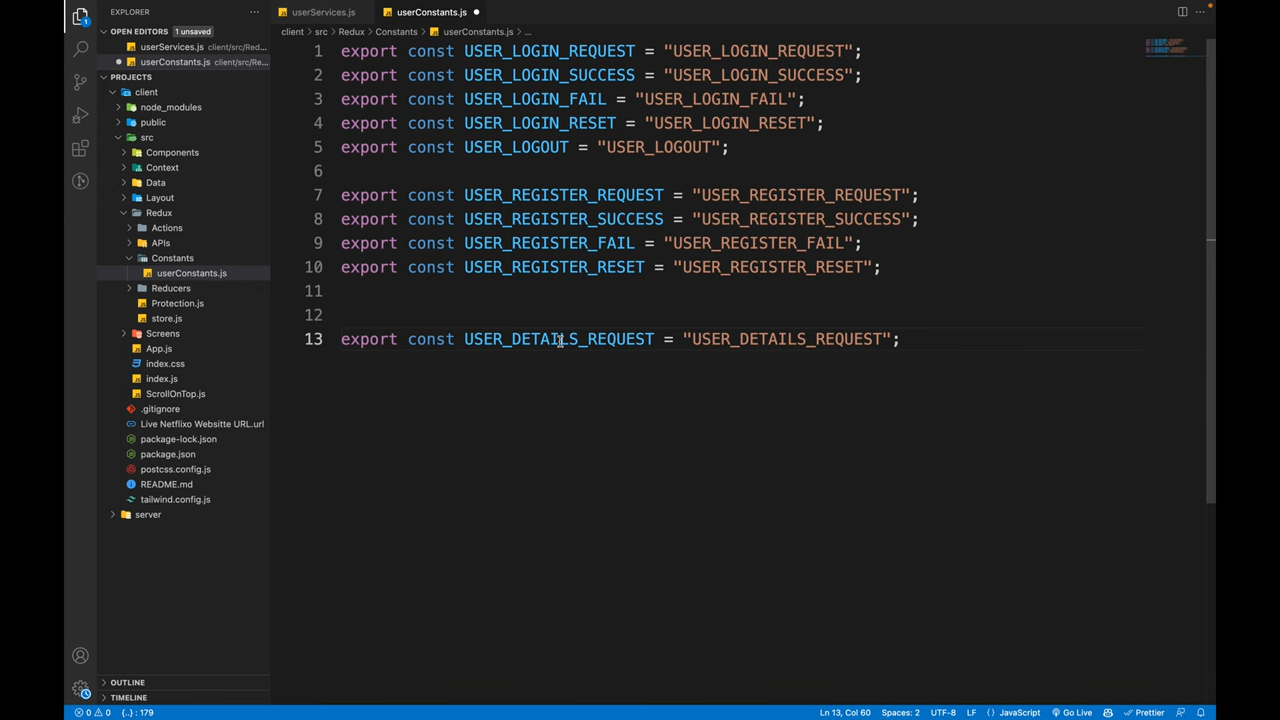 EXPLORER
···
userServices.js
userConstants.js
OPEN EDITORS 1 unsaved
client > src > Redux > Constants > userConstants.js > ...
userServices.js client/src/Red...
userConstants.js client/src/Re...
PROJECTS
client
node_modules
public
src
Components
Context
Data
Layout
Redux
Actions
APIs
Constants
userConstants.js
Reducers
Protection.js
store.js
Screens
App.js
index.css
index.js
ScrollOnTop.js
.gitignore
Live Netflixo Websitte URL.url
package-lock.json
package.json
postcss.config.js
README.md
tailwind.config.js
server
OUTLINE
TIMELINE
1 export const USER_LOGIN_REQUEST = "USER_LOGIN_REQUEST";
2 export const USER_LOGIN_SUCCESS = "USER_LOGIN_SUCCESS";
3 export const USER_LOGIN_FAIL = "USER_LOGIN_FAIL";
4 export const USER_LOGIN_RESET = "USER_LOGIN_RESET";
5 export const USER_LOGOUT = "USER_LOGOUT";
6
7 export const USER_REGISTER_REQUEST = "USER_REGISTER_REQUEST";
8 export const USER_REGISTER_SUCCESS = "USER_REGISTER_SUCCESS";
9 export const USER_REGISTER_FAIL = "USER_REGISTER_FAIL";
10 export const USER_REGISTER_RESET = "USER_REGISTER_RESET";
11
12
13 export const USER_DETAILS_REQUEST = "USER_DETAILS_REQUEST";
0 0 {..} : 179 Ln 13, Col 60 Spaces: 2 UTF-8 LF {} JavaScript Go Live Prettier